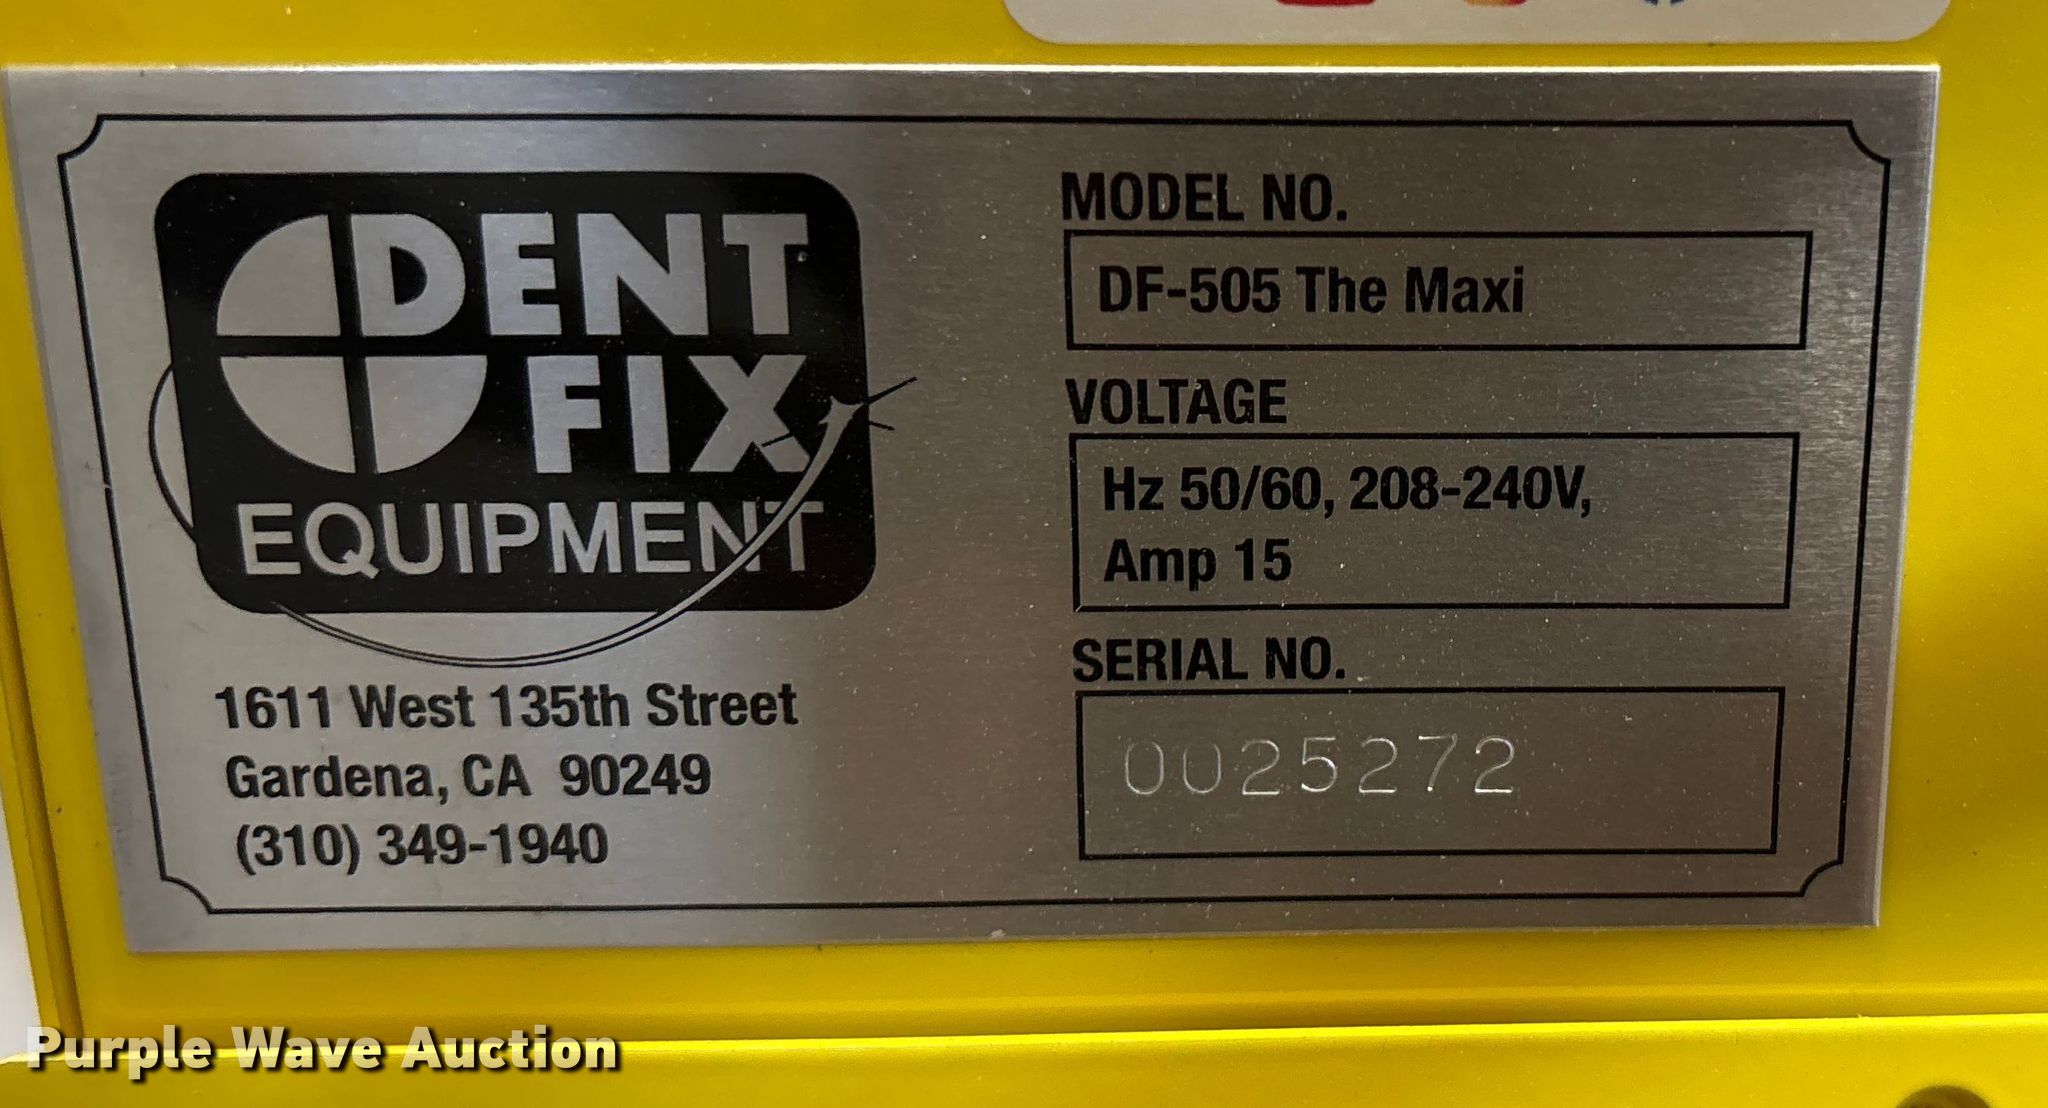 DENT
FIX
EQUIPMENT
1611 West 135th Street
Gardena, CA 90249
(310) 349-1940
MODEL NO.
DF-505 The Maxi
VOLTAGE
Hz 50/60, 208-240V,
Amp 15
SERIAL NO.
0025272
Purple Wave Auction